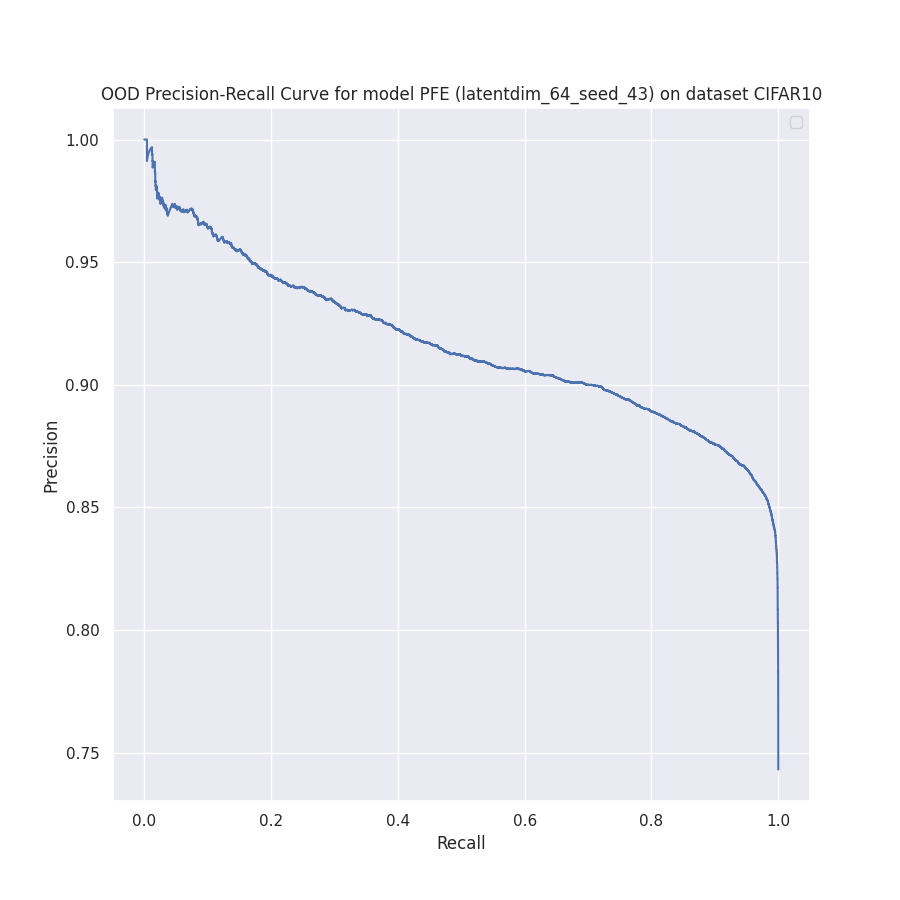 OOD Precision-Recall Curve for model PFE (latentdim_64_seed_43) on dataset CIFAR10
1.00
0.95
0.90
0.85
0.80
0.75
Precision
0.0 0.2 0.4 0.6 0.8 1.0
Recall